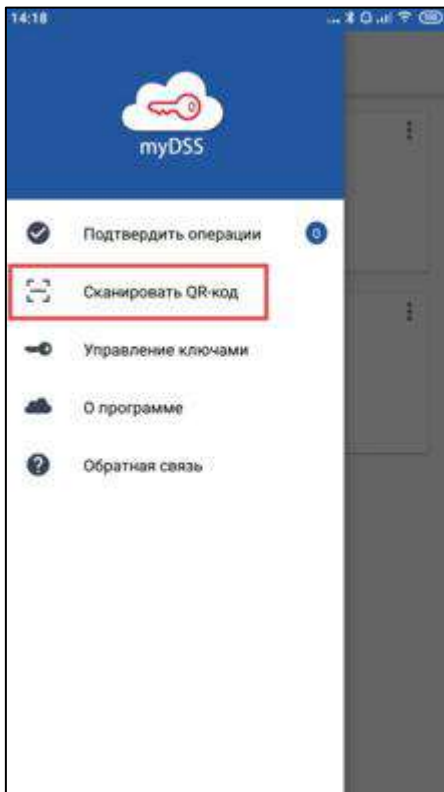 14:18
myDSS
Подтвердить операции
0
Сканировать QR-код
Управление ключами
О программе
Обратная связь